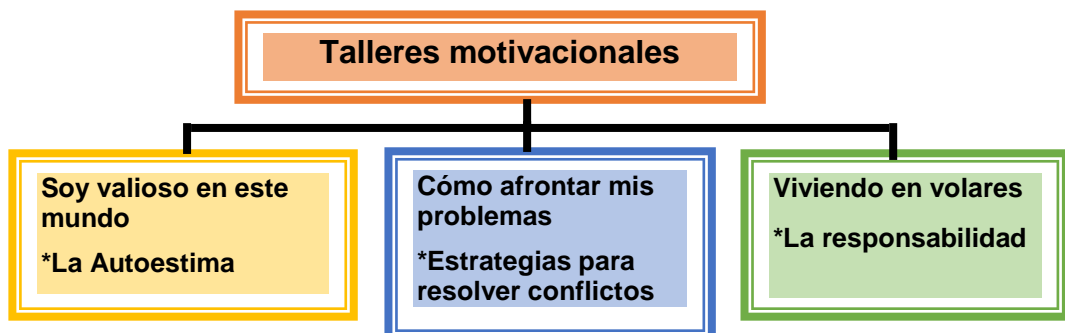 Talleres motivacionales
Soy valioso en este
mundo
*La Autoestima
Cómo afrontar mis
problemas
*Estrategias para
resolver conflictos
Viviendo en volares
*La responsabilidad